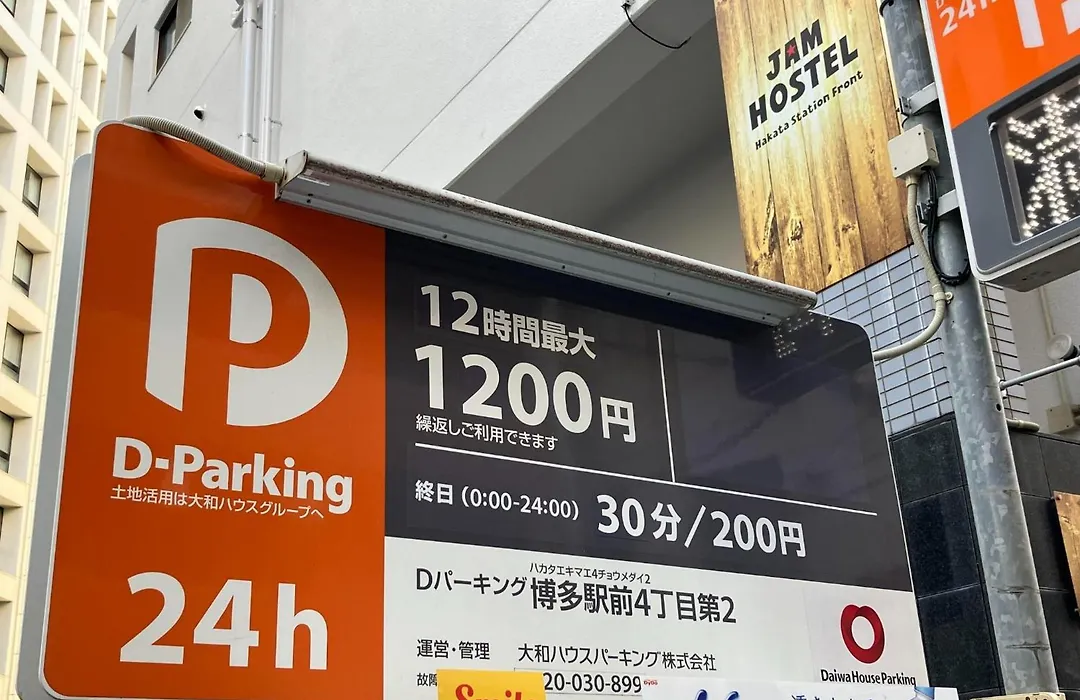 JAM
HOSTEL
Hakata Station Front
24h
P
D-Parking
土地活用は大和ハウスグループへ
24h
12時間最大
1200円
繰返しご利用できます
終日 (0:00-24:00) 30分/200円
ハカタエキマエ4チョウメダイ2
Dパーキング 博多駅前4丁目第2
運営・管理 大和ハウスパーキング株式会社
20-030-899
Daiwa House Parking